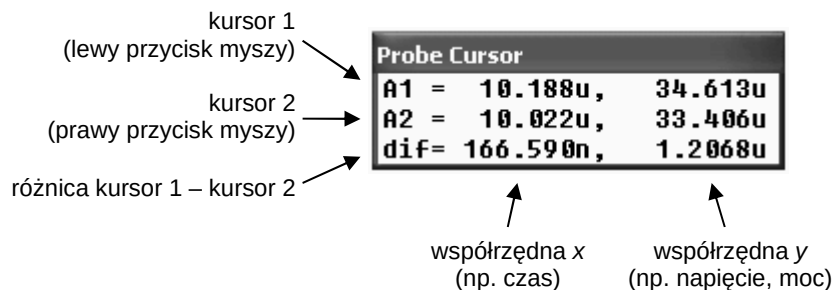 kursor 1
(lewy przycisk myszy)
kursor 2
(prawy przycisk myszy)
różnica kursor 1 – kursor 2
Probe Cursor
A1 = 10.188u, 34.613u
A2 = 10.022u, 33.406u
dif= 166.590n, 1.2068u
współrzędna x
(np. czas)
współrzędna y
(np. napięcie, moc)